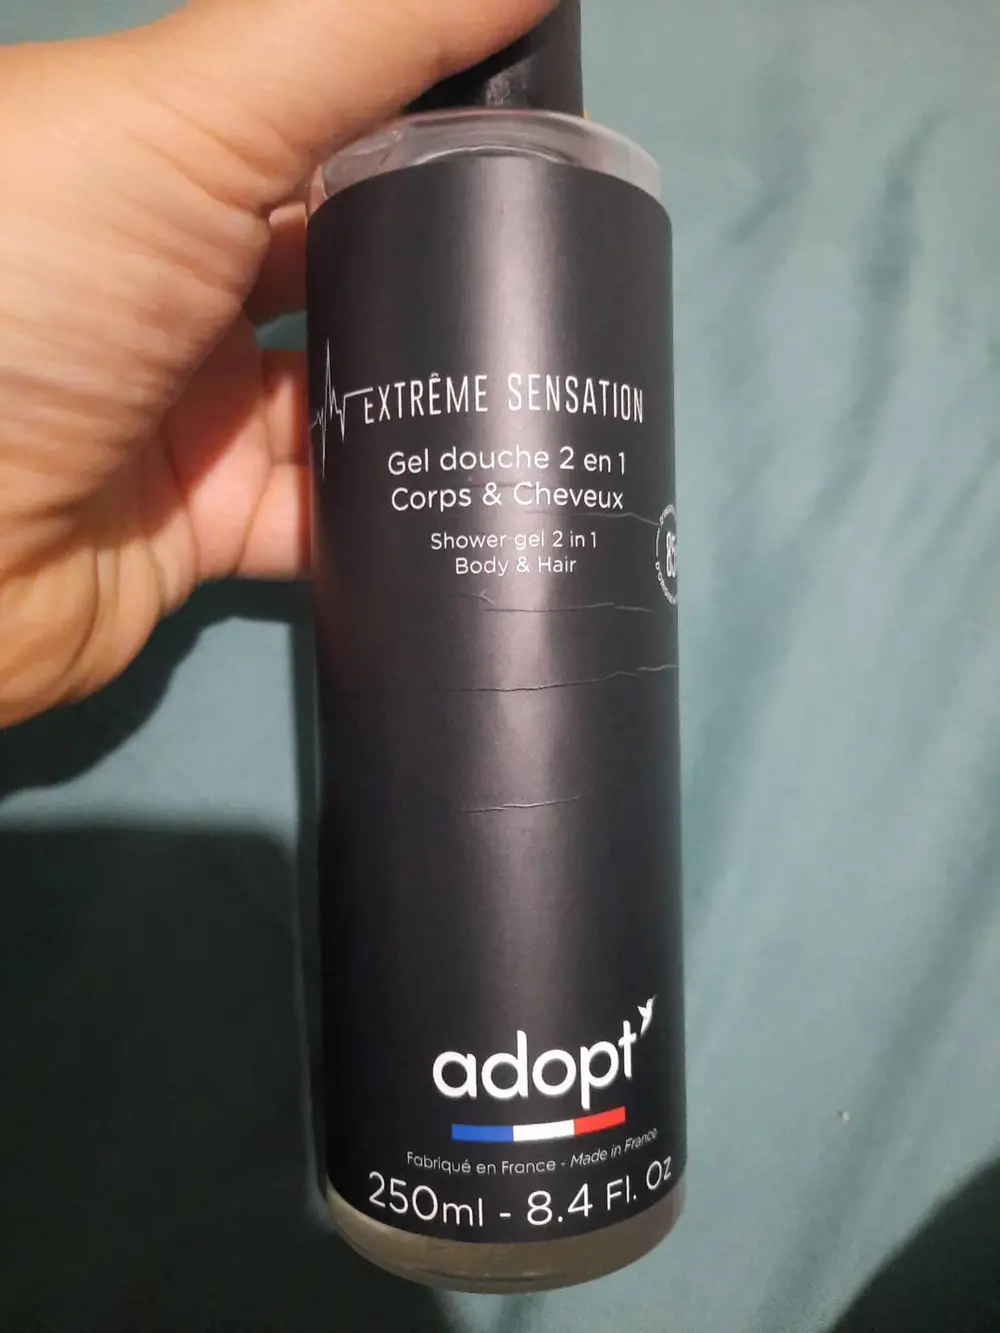 EXTRÊME SENSATION
Gel douche 2 en 1
Corps & Cheveux
Shower gel 2 in 1
Body & Hair
85
adopt
Fabriqué en France - Made in France
250ml - 8.4 Fl. Oz